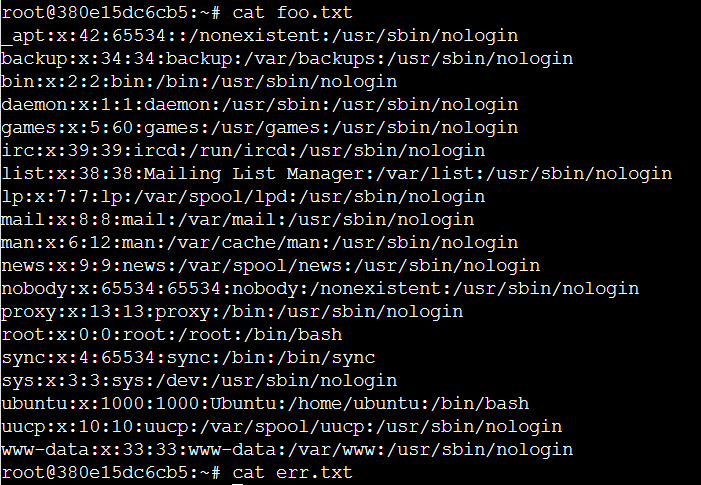 root@380e15dc6cb5:~# cat foo.txt
_apt:x:42:65534::/nonexistent:/usr/sbin/nologin
backup:x:34:34:backup:/var/backups:/usr/sbin/nologin
bin:x:2:2:bin:/bin:/usr/sbin/nologin
daemon:x:1:1:daemon:/usr/sbin:/usr/sbin/nologin
games:x:5:60:games:/usr/games:/usr/sbin/nologin
irc:x:39:39:ircd:/run/ircd:/usr/sbin/nologin
list:x:38:38:Mailing List Manager:/var/list:/usr/sbin/nologin
lp:x:7:7:lp:/var/spool/lpd:/usr/sbin/nologin
mail:x:8:8:mail:/var/mail:/usr/sbin/nologin
man:x:6:12:man:/var/cache/man:/usr/sbin/nologin
news:x:9:9:news:/var/spool/news:/usr/sbin/nologin
nobody:x:65534:65534:nobody:/nonexistent:/usr/sbin/nologin
proxy:x:13:13:proxy:/bin:/usr/sbin/nologin
root:x:0:0:root:/root:/bin/bash
sync:x:4:65534:sync:/bin:/bin/sync
sys:x:3:3:sys:/dev:/usr/sbin/nologin
ubuntu:x:1000:1000:Ubuntu:/home/ubuntu:/bin/bash
uucp:x:10:10:uucp:/var/spool/uucp:/usr/sbin/nologin
www-data:x:33:33:www-data:/var/www:/usr/sbin/nologin
root@380e15dc6cb5:~# cat err.txt